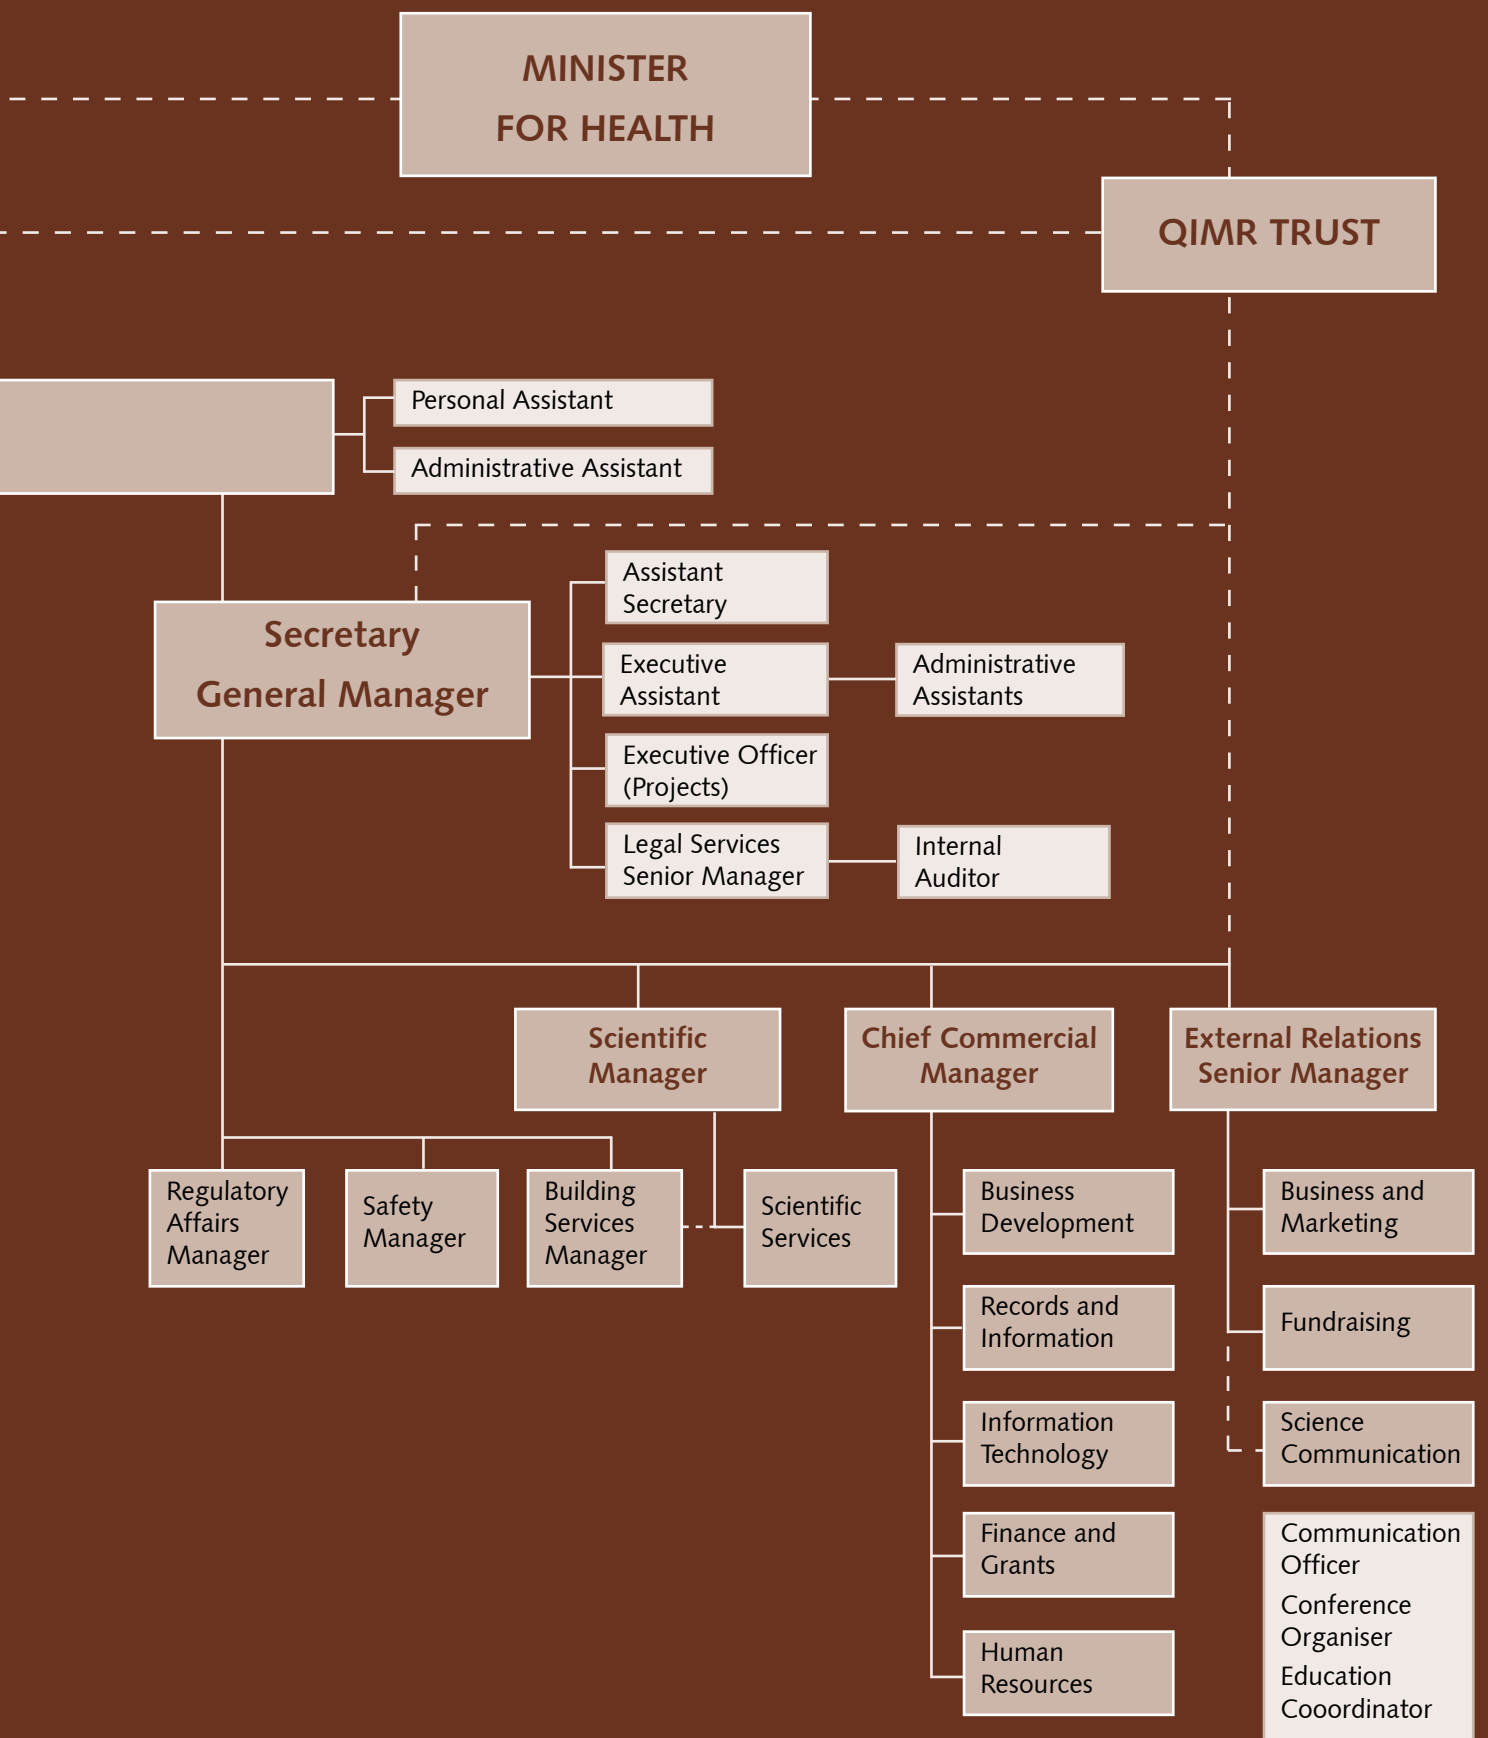 MINISTER
FOR HEALTH
QIMR TRUST
Personal Assistant
Administrative Assistant
Secretary
General Manager
Assistant
Secretary
Executive
Assistant
Administrative
Assistants
Executive Officer
(Projects)
Legal Services
Senior Manager
Internal
Auditor
Scientific
Manager
Chief Commercial
Manager
External Relations
Senior Manager
Regulatory
Affairs
Manager
Safety
Manager
Building
Services
Manager
Scientific
Services
Business
Development
Records and
Information
Information
Technology
Finance and
Grants
Human
Resources
Business and
Marketing
Fundraising
Science
Communication
Communication
Officer
Conference
Organiser
Education
Cooordinator